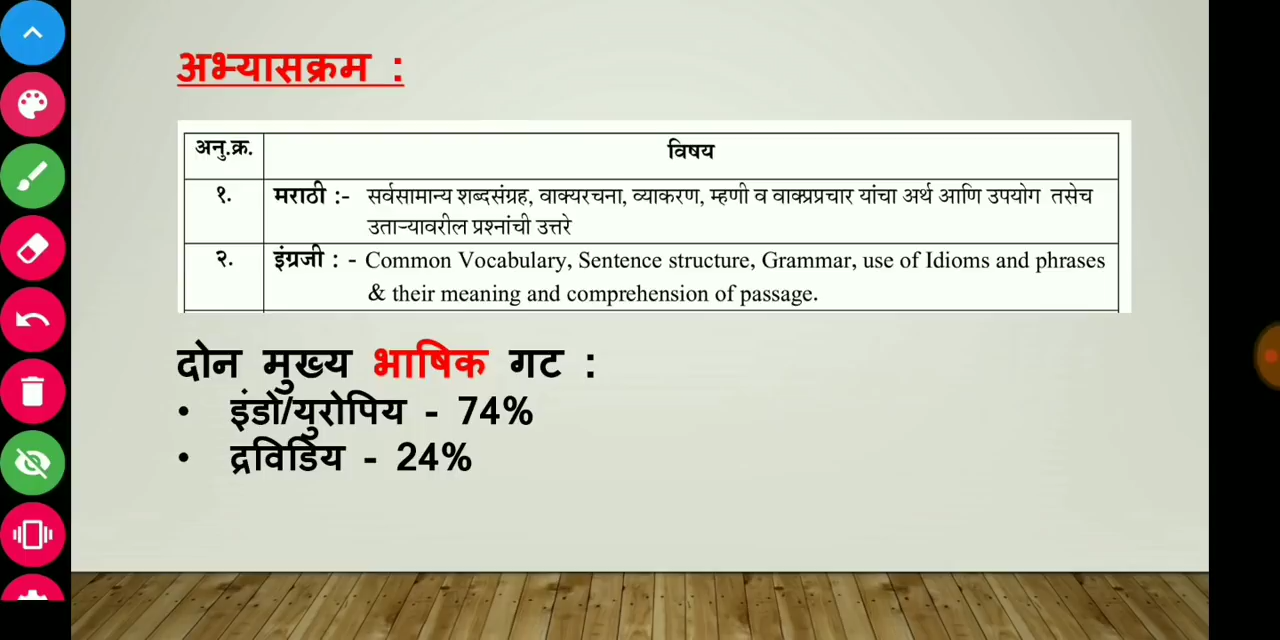 अभ्यासक्रम :
अनु.क्र. विषय
१. मराठी :- सर्वसामान्य शब्दसंग्रह, वाक्यरचना, व्याकरण, म्हणी व वाक्प्रप्रचार यांचा अर्थ आणि उपयोग तसेच
उताऱ्यावरील प्रश्नांची उत्तरे
२. इंग्रजी : - Common Vocabulary, Sentence structure, Grammar, use of Idioms and phrases
& their meaning and comprehension of passage.
दोन मुख्य भाषिक गट :
• इंडो/युरोपिय - 74%
• द्रविडिय - 24%